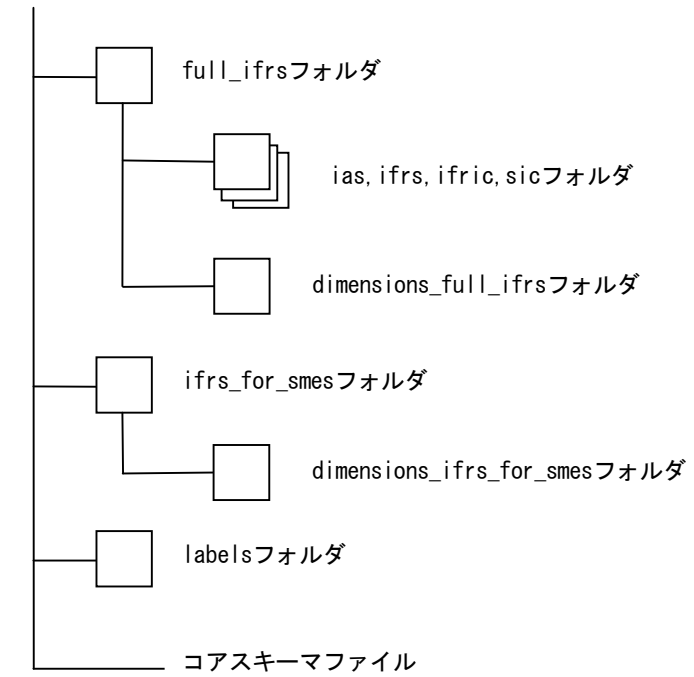 full_ifrsフォルダ
ias,ifrs,ifric,sicフォルダ
dimensions_full_ifrsフォルダ
ifrs_for_smesフォルダ
dimensions_ifrs_for_smesフォルダ
labelsフォルダ
コアスキーマファイル